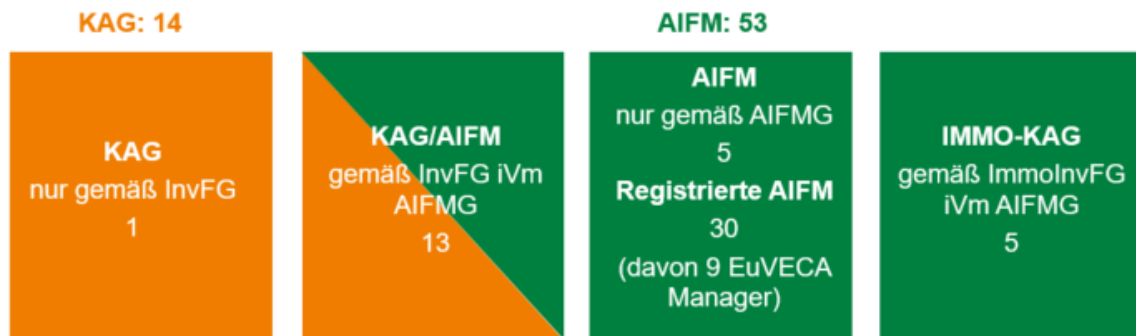 KAG: 14
AIFM: 53
KAG
nur gemäß InvFG
1
KAG/AIFM
gemäß InvFG iVm
AIFMG
13
AIFM
nur gemäß AIFMG
5
Registrierte AIFM
30
(davon 9 EuVECA
Manager)
IMMO-KAG
gemäß ImmoInvFG
iVm AIFMG
5